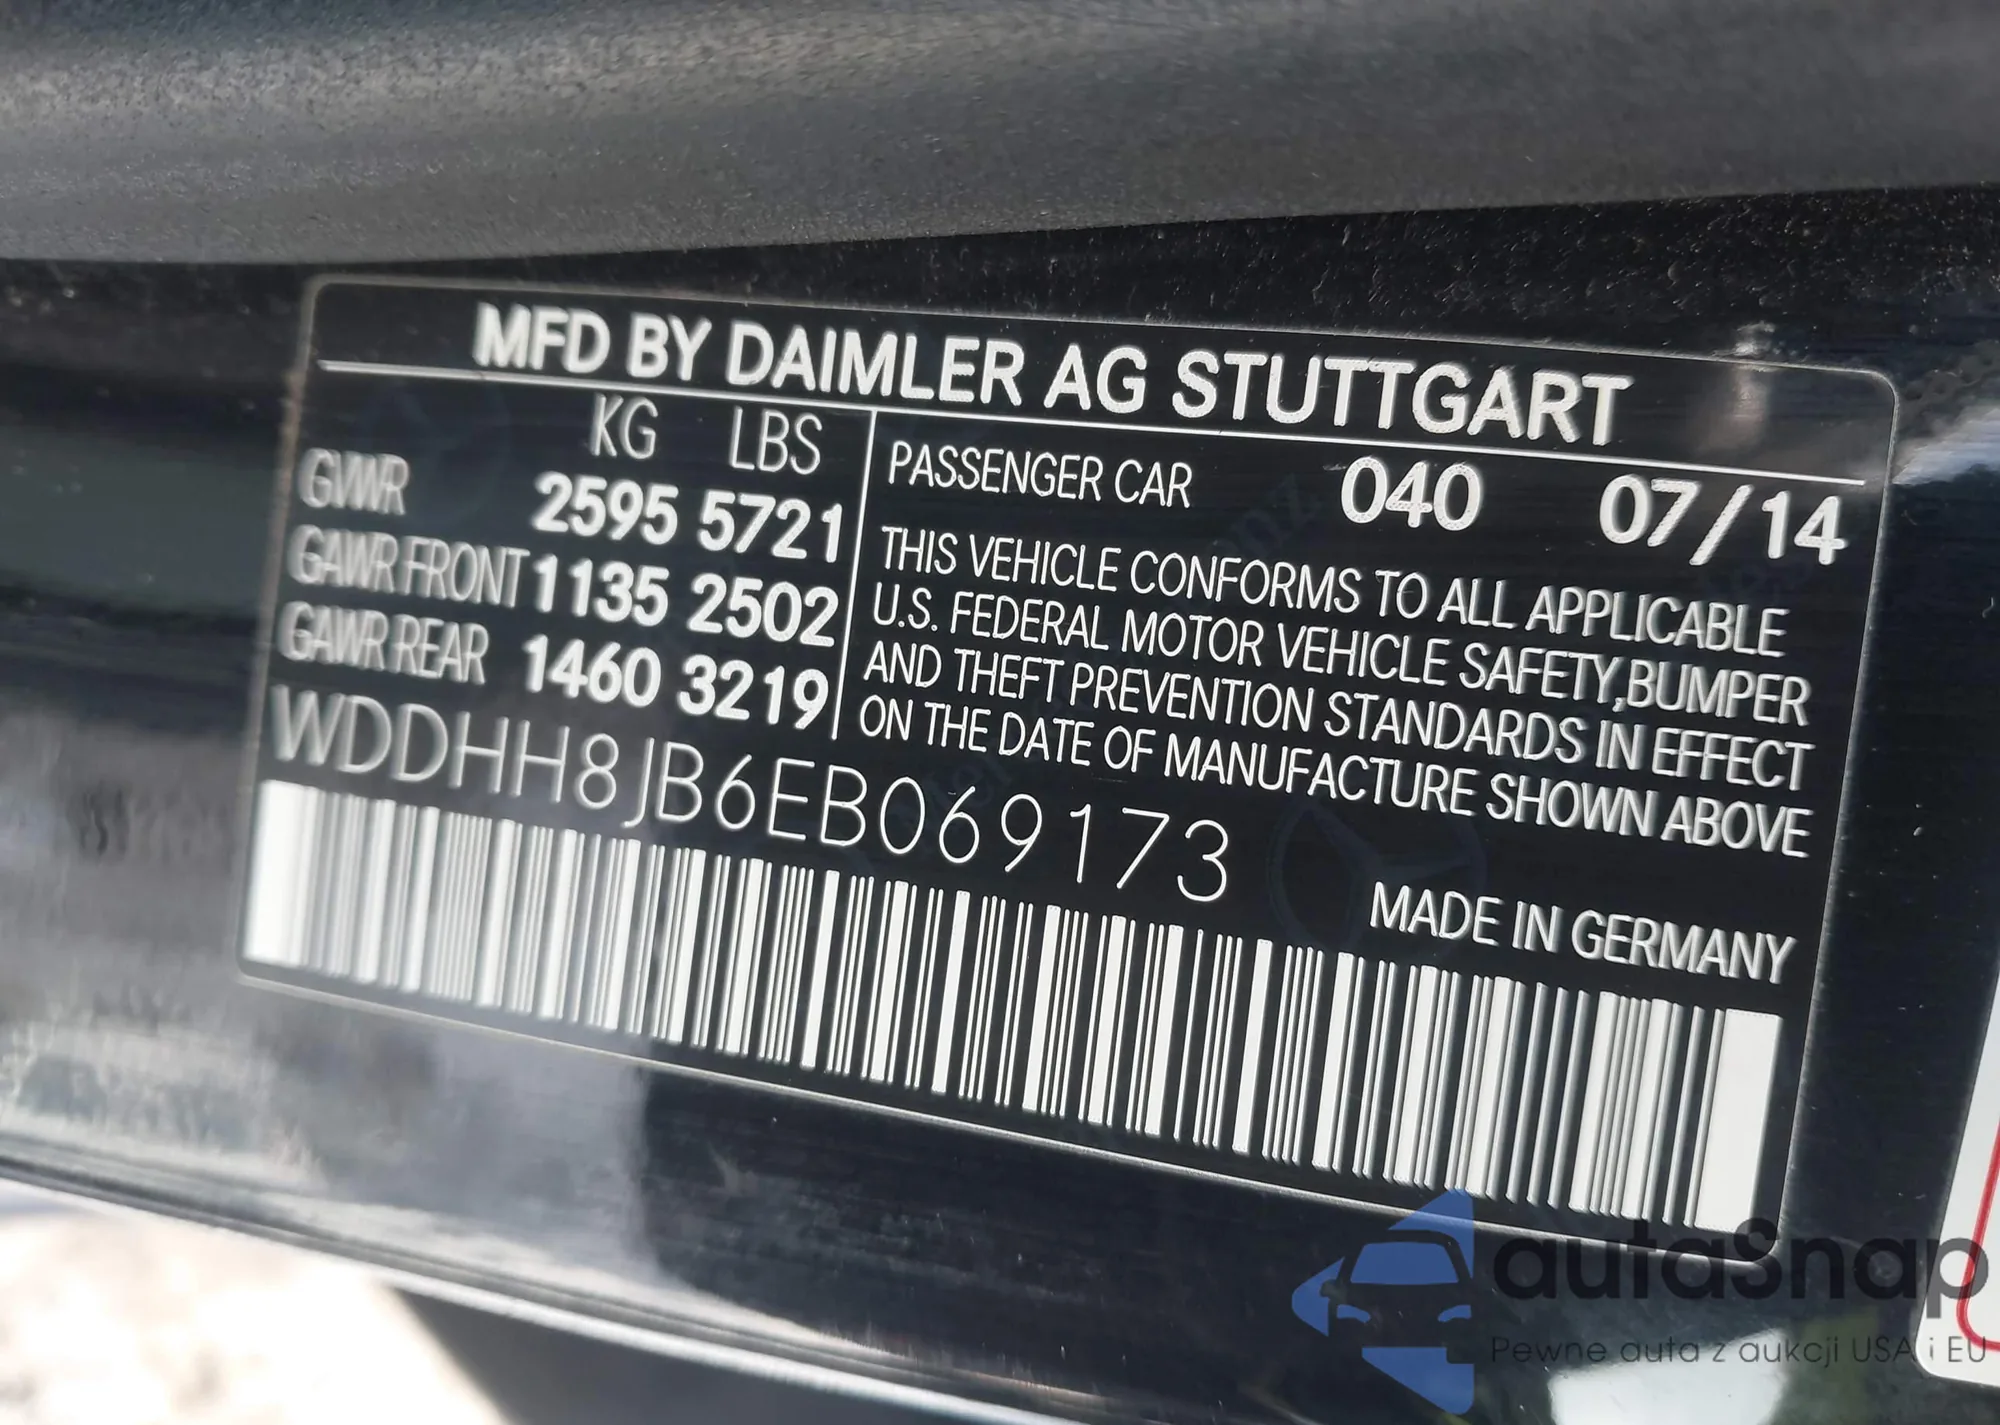 MFD BY DAIMLER AG STUTTGART
KG LBS
GVWR 2595 5721
GAWR FRONT 1135 2502
GAWR REAR 1460 3219
PASSENGER CAR 040 07/14
THIS VEHICLE CONFORMS TO ALL APPLICABLE
U.S. FEDERAL MOTOR VEHICLE SAFETY,BUMPER
AND THEFT PREVENTION STANDARDS IN EFFECT
ON THE DATE OF MANUFACTURE SHOWN ABOVE
WDDHH8JB6EB069173
MADE IN GERMANY
autaSnap
Pewne auta z aukcji USA i EU